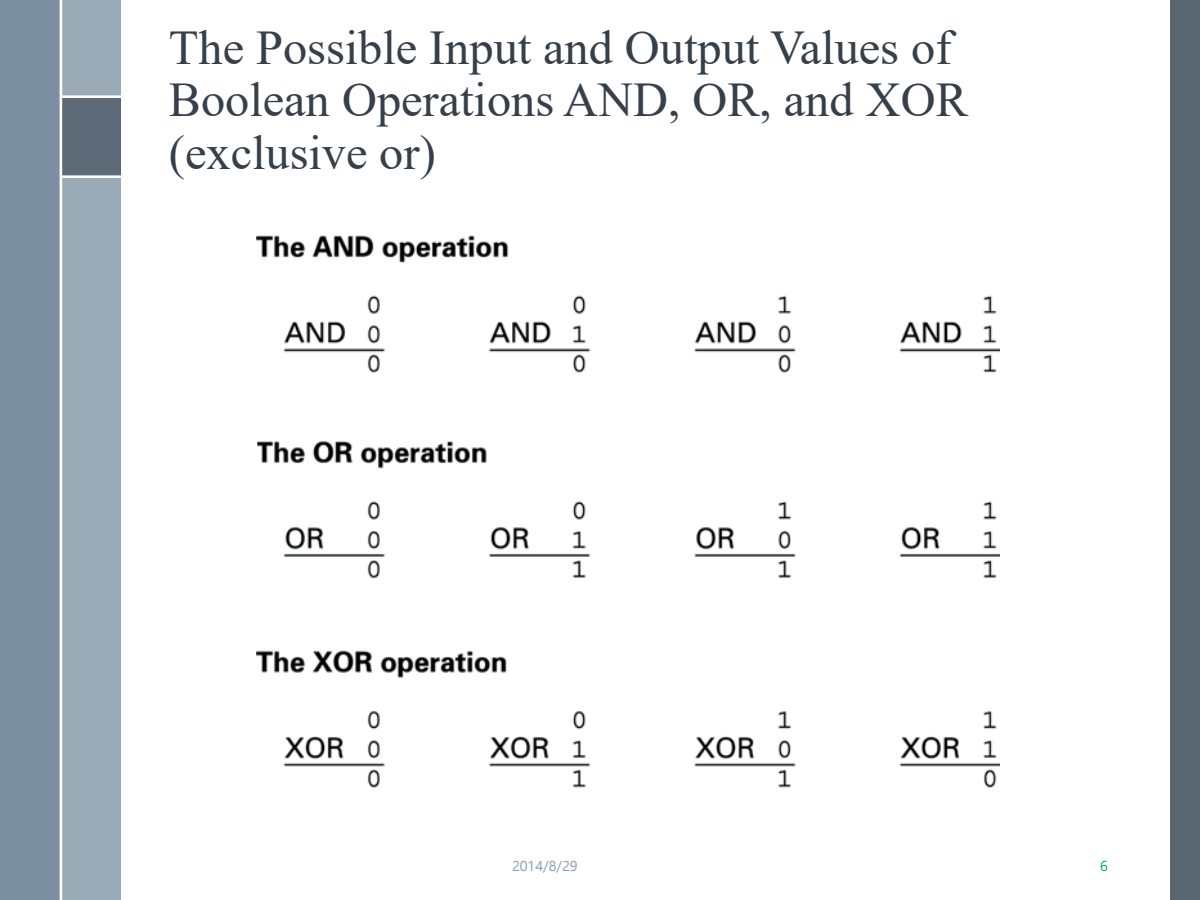 The Possible Input and Output Values of
Boolean Operations AND, OR, and XOR
(exclusive or)
The AND operation
0 0 1 1
AND 0 AND 1 AND 0 AND 1
0 0 0 1
The OR operation
0 0 1 1
OR 0 OR 1 OR 0 OR 1
0 1 1 1
The XOR operation
0 0 1 1
XOR 0 XOR 1 XOR 0 XOR 1
0 1 1 0
2014/8/29 6